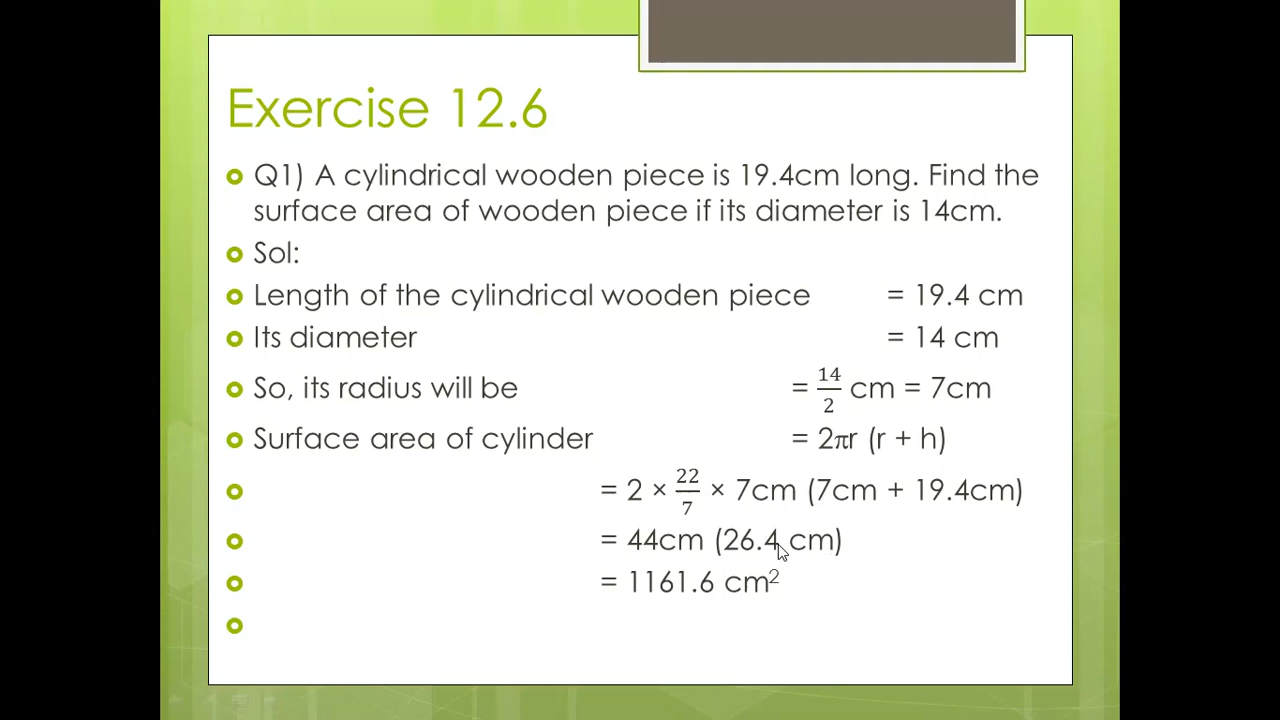 Exercise 12.6
Q1) A cylindrical wooden piece is 19.4cm long. Find the
surface area of wooden piece if its diameter is 14cm.
Sol:
Length of the cylindrical wooden piece = 19.4 cm
Its diameter = 14 cm
So, its radius will be = 14/2 cm = 7cm
Surface area of cylinder = 2πr (r + h)
= 2 × 22/7 × 7cm (7cm + 19.4cm)
= 44cm (26.4 cm)
= 1161.6 cm²